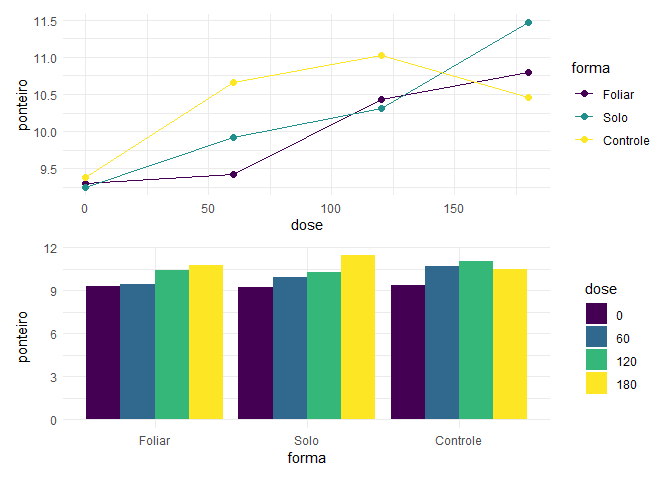 ponteiro
11.5
11.0
10.5
10.0
9.5
0 50 100 150
dose
forma
Foliar
Solo
Controle
ponteiro
12
9
6
3
0
Foliar Solo Controle
forma
dose
0
60
120
180